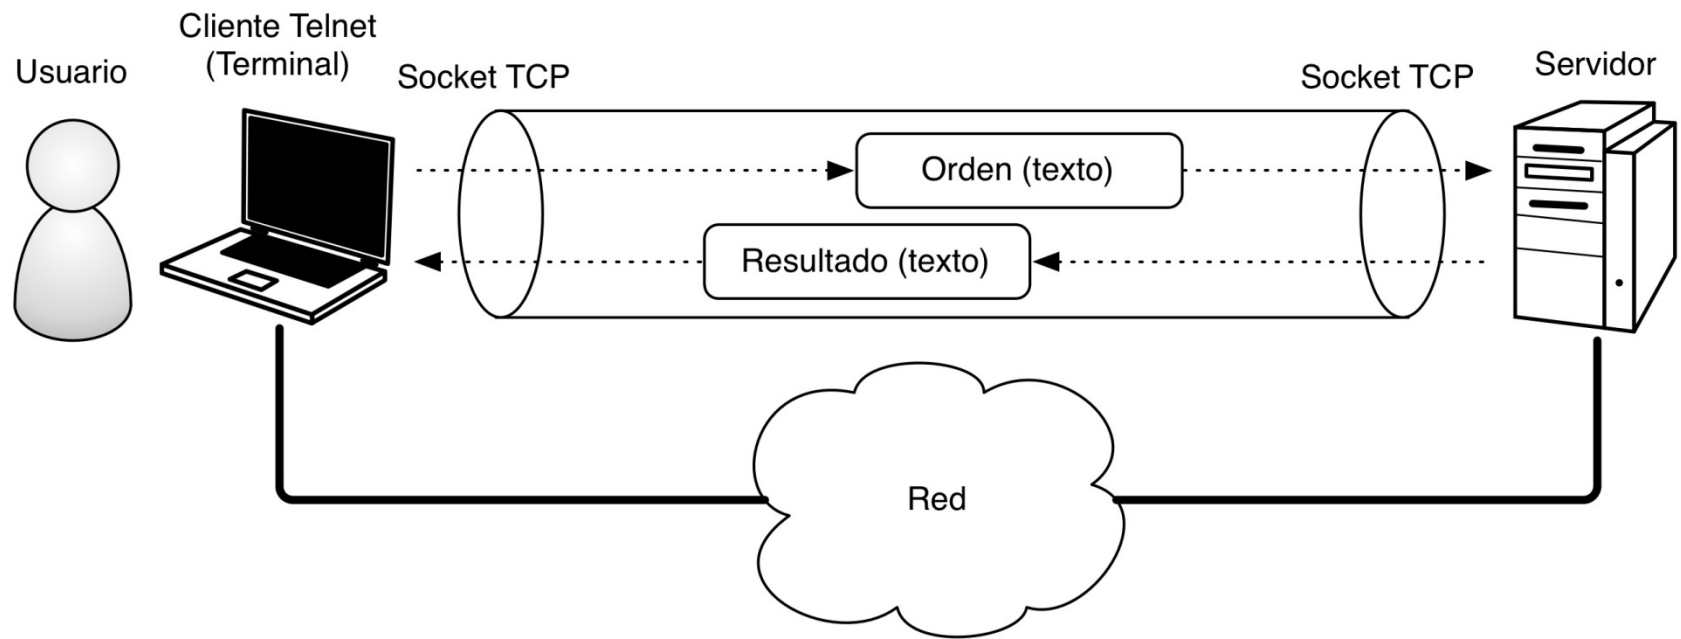 Usuario
Cliente Telnet
(Terminal)
Socket TCP
Socket TCP
Servidor
Orden (texto)
Resultado (texto)
Red